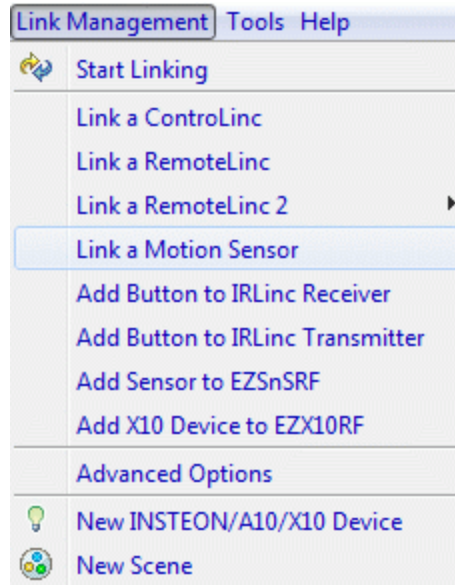 Link Management Tools Help
Start Linking
Link a ControLinc
Link a RemoteLinc
Link a RemoteLinc 2
Link a Motion Sensor
Add Button to IRLinc Receiver
Add Button to IRLinc Transmitter
Add Sensor to EZSnSRF
Add X10 Device to EZX10RF
Advanced Options
New INSTEON/A10/X10 Device
New Scene